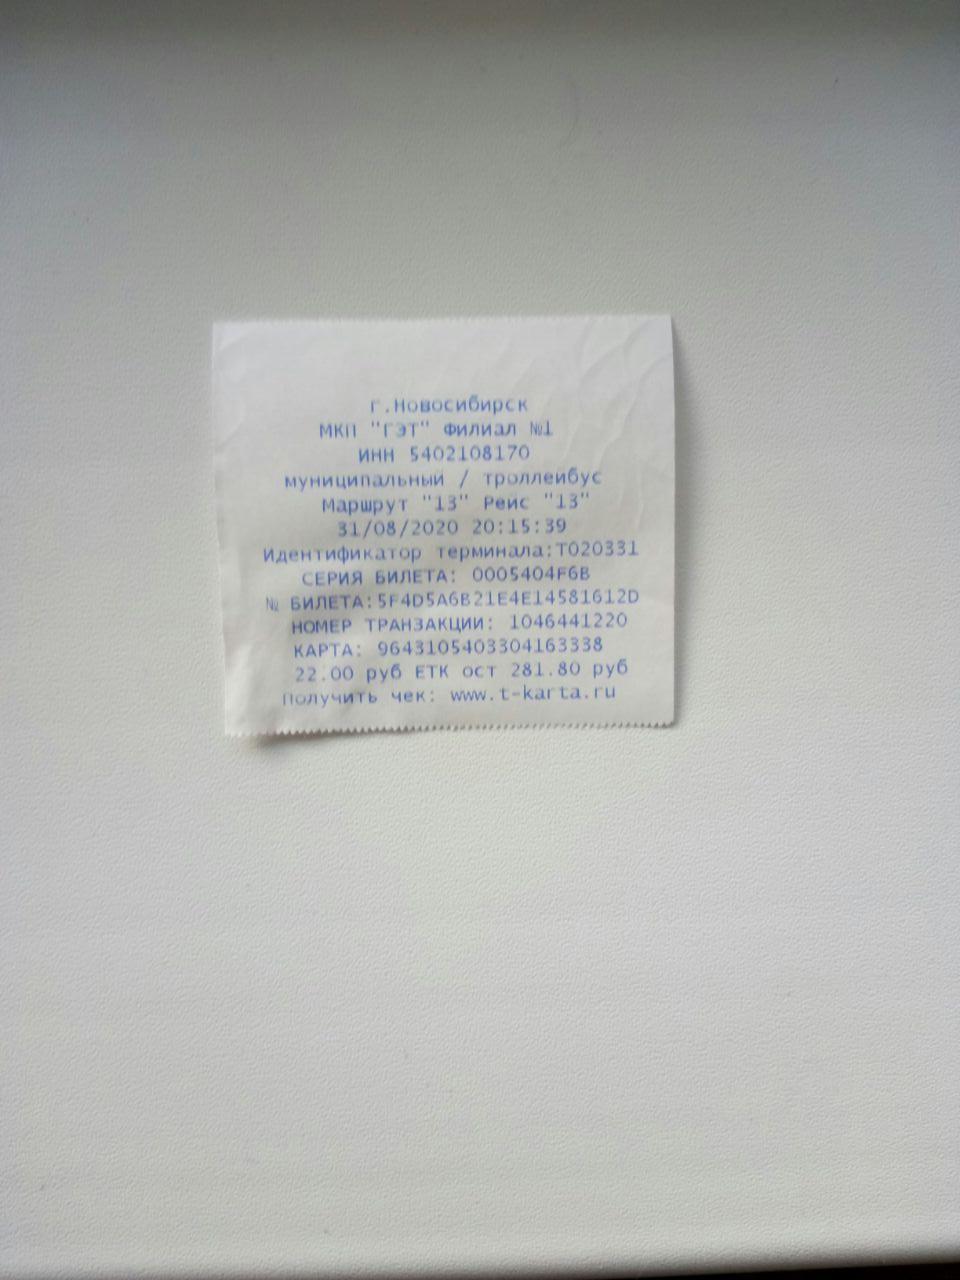 г.Новосибирск
МКП "ГЭТ" Филиал №1
ИНН 5402108170
муниципальный / троллейбус
Маршрут "13" Рейс "13"
31/08/2020 20:15:39
Идентификатор терминала:Т020331
СЕРИЯ БИЛЕТА: 0005404F6B
№ БИЛЕТА:5F4D5A6B21E4E14581612D
НОМЕР ТРАНЗАКЦИИ: 1046441220
КАРТА: 9643105403304163338
22.00 руб ЕТК ост 281.80 руб
Получить чек: www.t-karta.ru